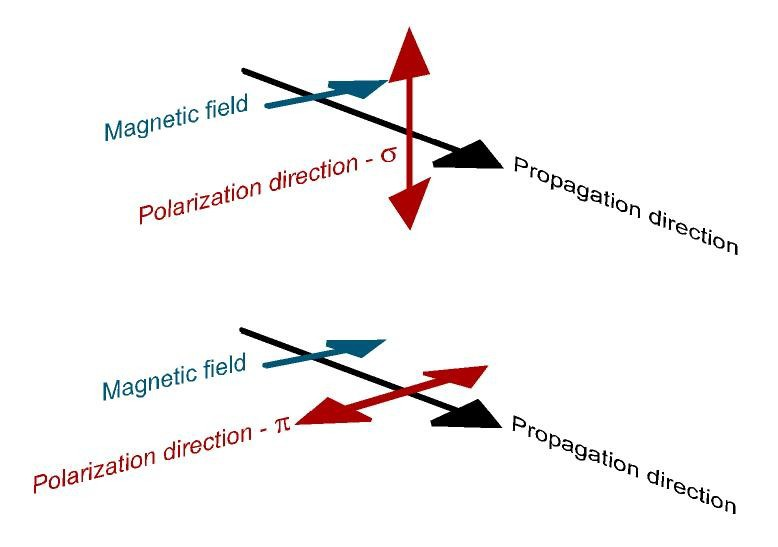 Magnetic field
Polarization direction - σ
Propagation direction
Magnetic field
Polarization direction - π
Propagation direction